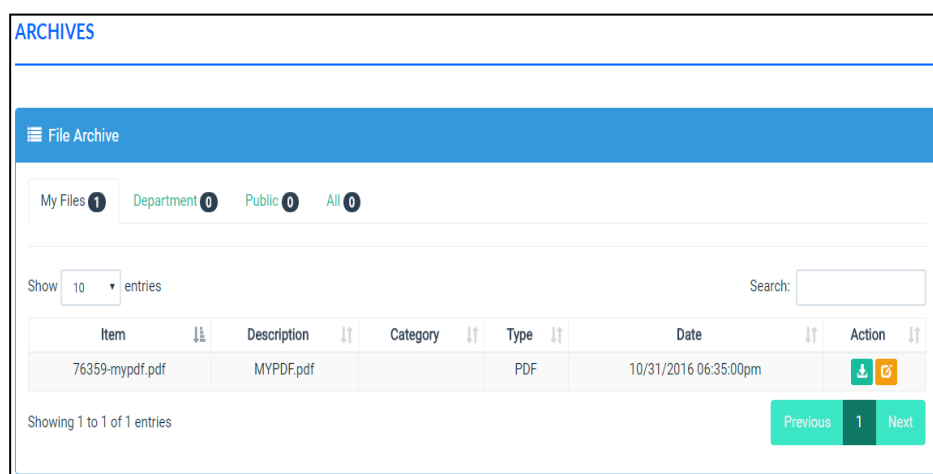 ARCHIVES
File Archive
My Files 1 Department 0 Public 0 All 0
Show 10 entries Search:
Item Description Category Type Date Action
76359-mypdf.pdf MYPDF.pdf PDF 10/31/2016 06:35:00pm
Showing 1 to 1 of 1 entries Previous 1 Next